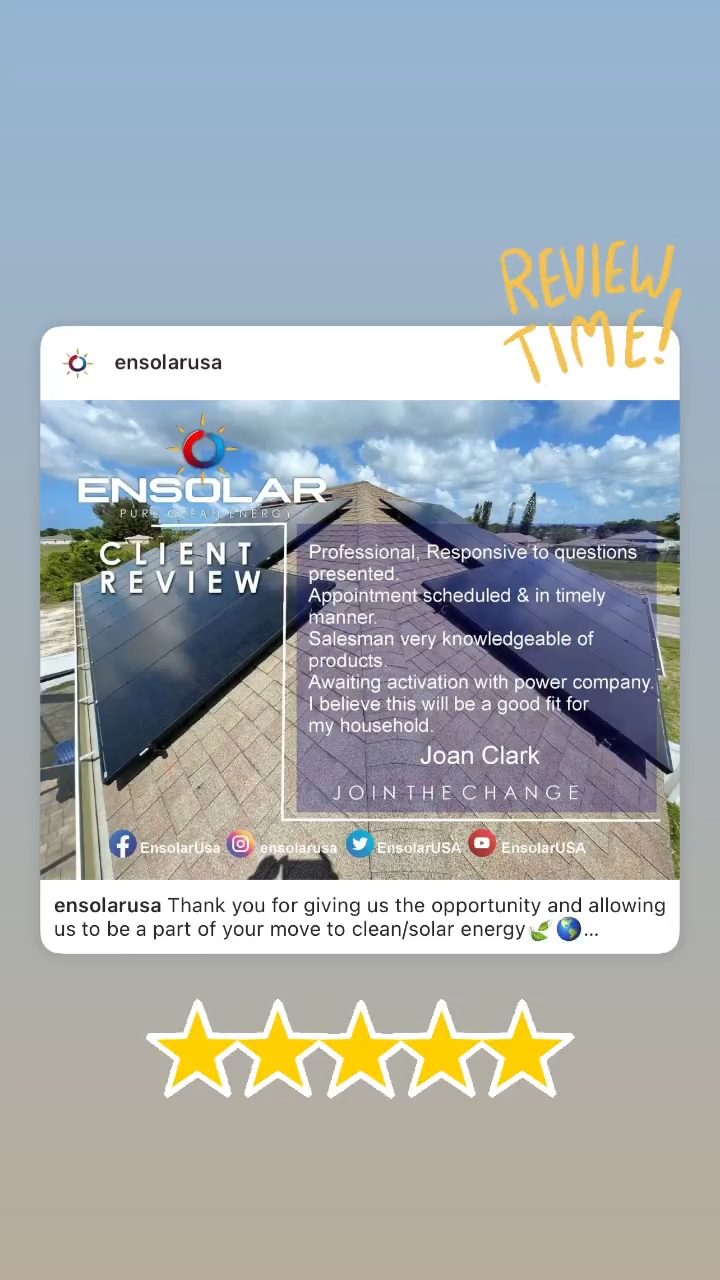 REVIEW
TIME!
ensolarusa
ENSOLAR
PURE CLEAN ENERGY
CLIENT
REVIEW
Professional, Responsive to questions
presented.
Appointment scheduled & in timely
manner.
Salesman very knowledgeable of
products.
Awaiting activation with power company.
I believe this will be a good fit for
my household.
Joan Clark
JOIN THE CHANGE
EnsolarUsa ensolarusa EnsolarUSA EnsolarUSA
ensolarusa Thank you for giving us the opportunity and allowing
us to be a part of your move to clean/solar energy🌿 🌎...